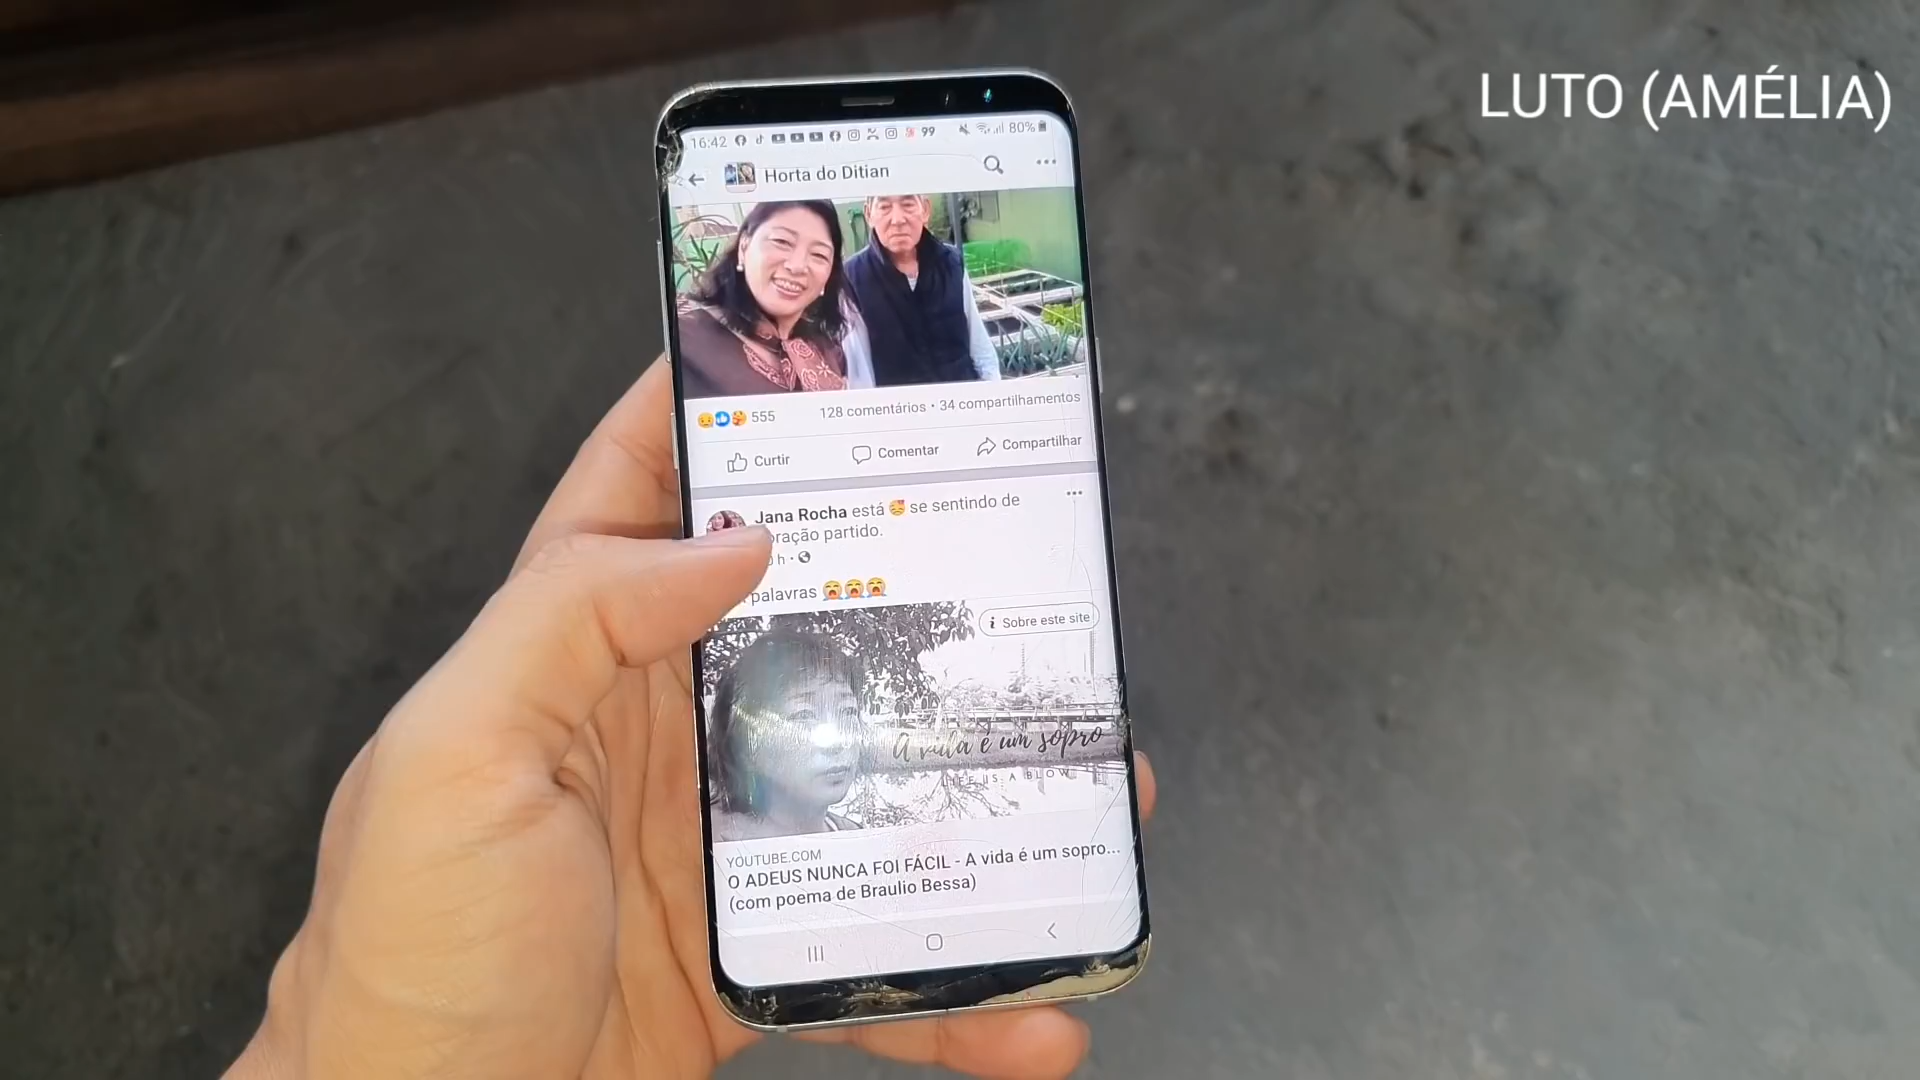 LUTO (AMÉLIA)
16:42
99
80%
Horta do Ditian
555
128 comentários • 34 compartilhamentos
Curtir
Comentar
Compartilhar
Jana Rocha está se sentindo de
oração partido.
h
palavras
Sobre este site
A vida é um sopro
LIFE IS A BLOW
YOUTUBE.COM
O ADEUS NUNCA FOI FÁCIL - A vida é um sopro...
(com poema de Braulio Bessa)